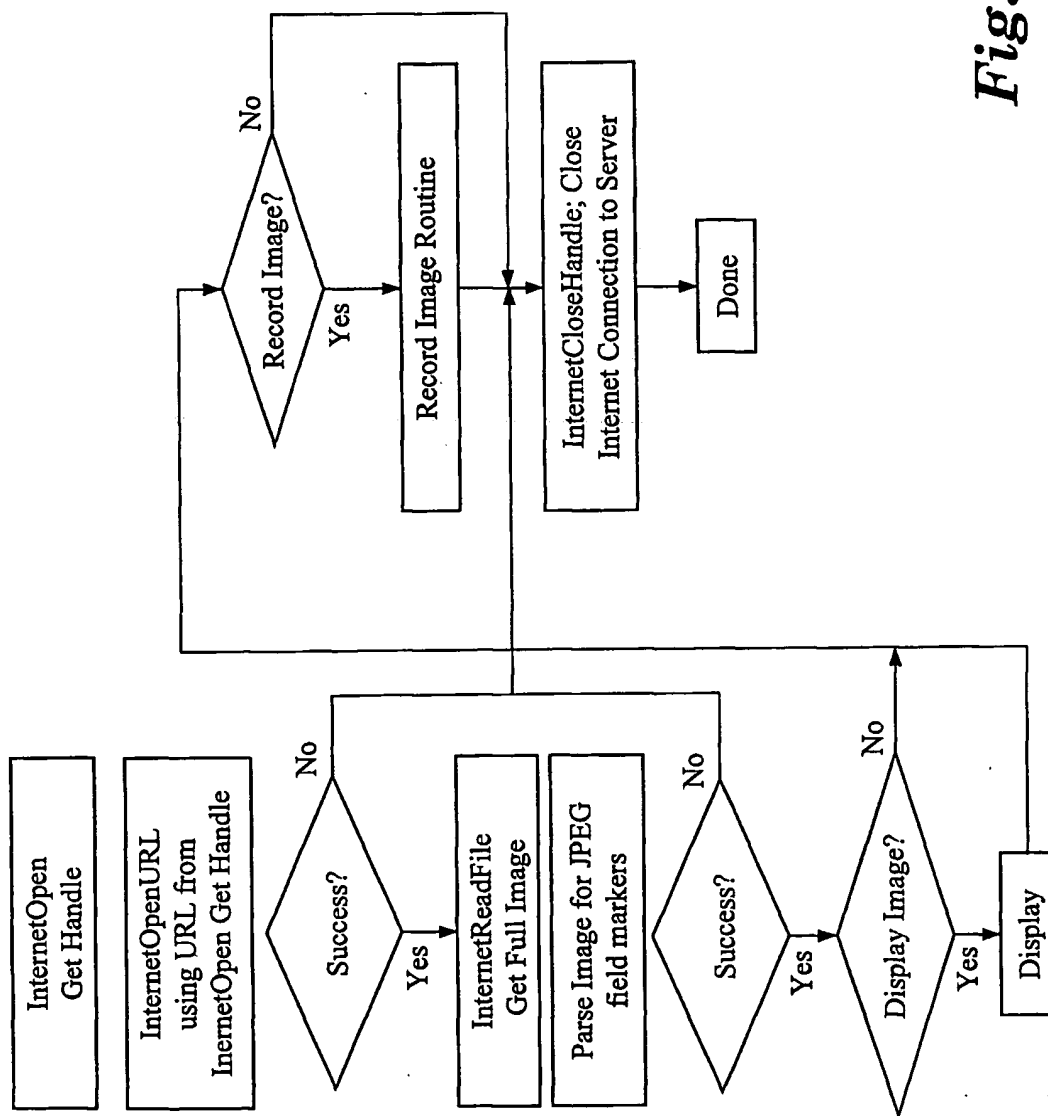 InternetOpen
Get Handle
InternetOpenURL
using URL from
InernetOpen Get Handle
Success?
No
Yes
InternetReadFile
Get Full Image
Parse Image for JPEG
field markers
Success?
No
Yes
Display Image?
No
Yes
Display
Record Image?
No
Yes
Record Image Routine
InternetCloseHandle; Close
Internet Connection to Server
Done
Fig.